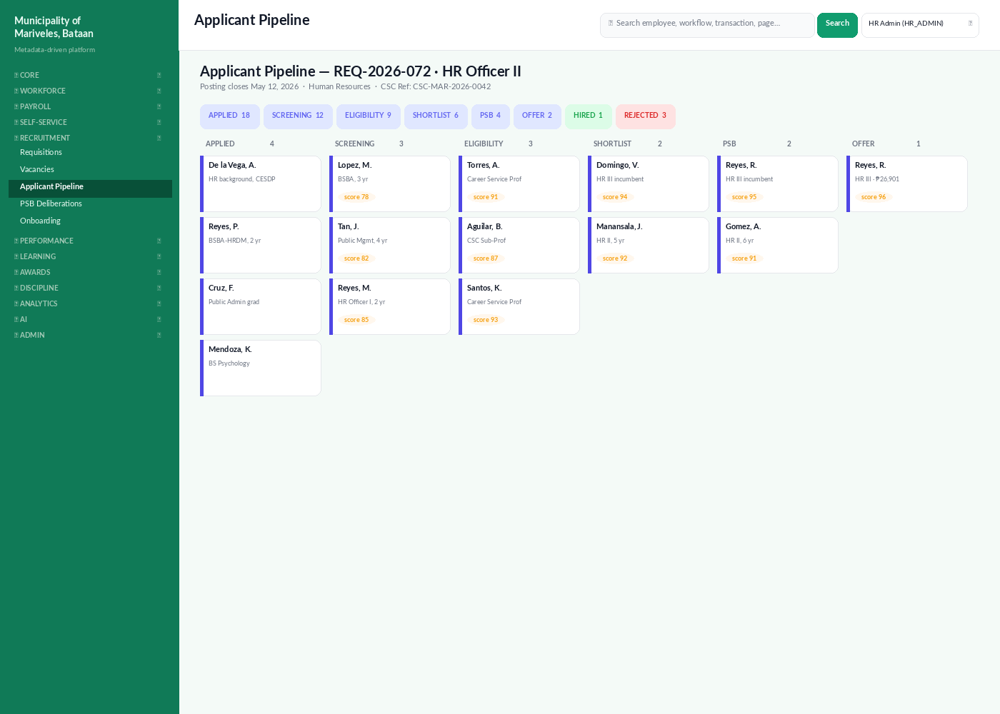 Municipality of
Mariveles, Bataan
Metadata-driven platform
CORE
WORKFORCE
PAYROLL
SELF-SERVICE
RECRUITMENT
Requisitions
Vacancies
Applicant Pipeline
PSB Deliberations
Onboarding
PERFORMANCE
LEARNING
AWARDS
DISCIPLINE
ANALYTICS
AI
ADMIN
Applicant Pipeline
Search employee, workflow, transaction, page...
Search
HR Admin (HR_ADMIN)
Applicant Pipeline — REQ-2026-072 · HR Officer II
Posting closes May 12, 2026 · Human Resources · CSC Ref: CSC-MAR-2026-0042
APPLIED 18 SCREENING 12 ELIGIBILITY 9 SHORTLIST 6 PSB 4 OFFER 2 HIRED 1 REJECTED 3
APPLIED 4
De la Vega, A.
HR background, CESDP
Reyes, P.
BSBA-HRDM, 2 yr
Cruz, F.
Public Admin grad
Mendoza, K.
BS Psychology
SCREENING 3
Lopez, M.
BSBA, 3 yr
score 78
Tan, J.
Public Mgmt, 4 yr
score 82
Reyes, M.
HR Officer I, 2 yr
score 85
ELIGIBILITY 3
Torres, A.
Career Service Prof
score 91
Aguilar, B.
CSC Sub-Prof
score 87
Santos, K.
Career Service Prof
score 93
SHORTLIST 2
Domingo, V.
HR III incumbent
score 94
Manansala, J.
HR II, 5 yr
score 92
PSB 2
Reyes, R.
HR III incumbent
score 95
Gomez, A.
HR II, 6 yr
score 91
OFFER 1
Reyes, R.
HR III · ₱26,901
score 96